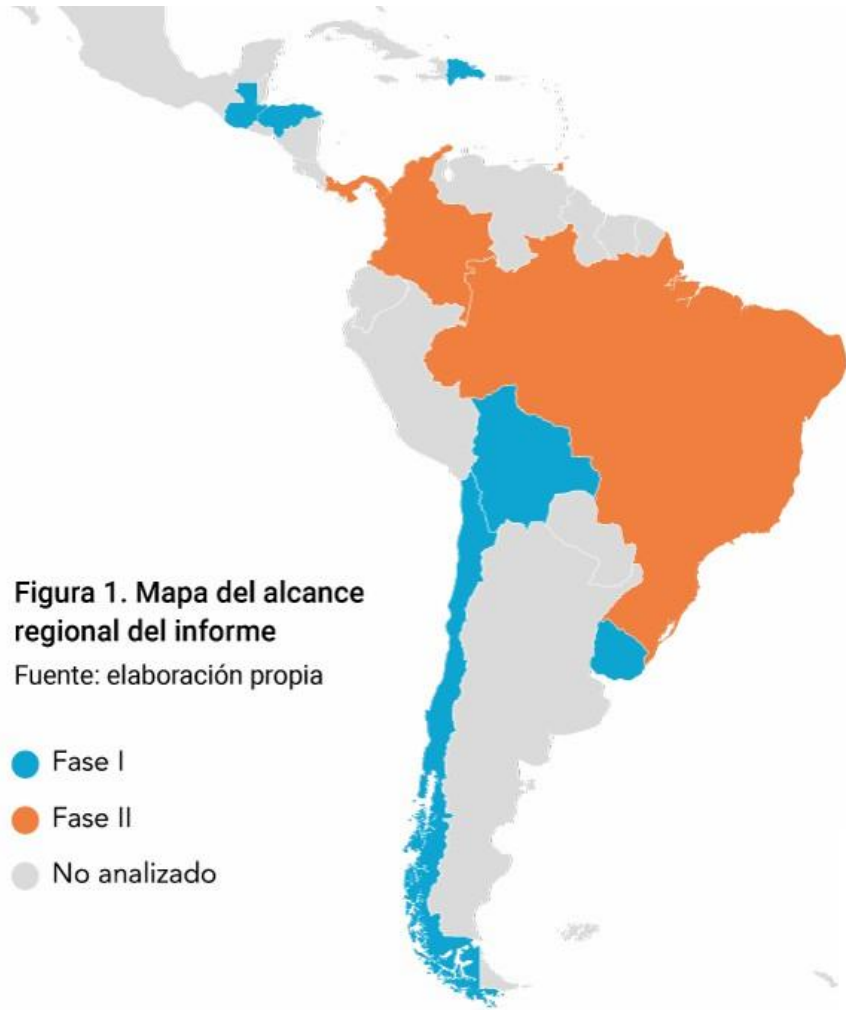 Figura 1. Mapa del alcance
regional del informe
Fuente: elaboración propia
Fase I
Fase II
No analizado